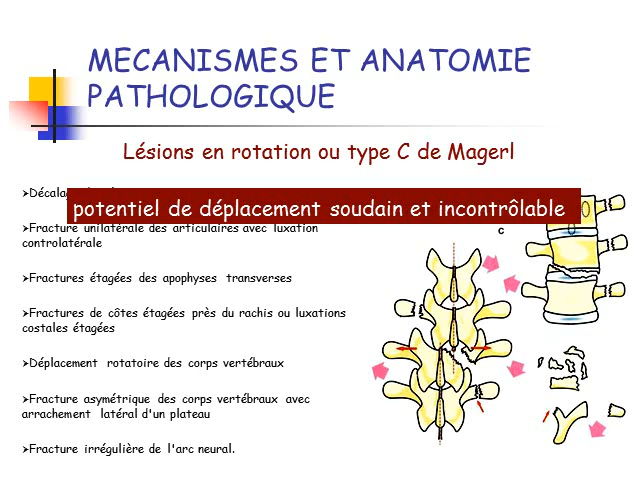 MECANISMES ET ANATOMIE
PATHOLOGIQUE
Lésions en rotation ou type C de Magerl
➢Décalage
potentiel de déplacement soudain et incontrôlable
➢Fracture unilatérale des articulaires avec luxation
controlatérale
C
➢Fractures étagées des apophyses transverses
➢Fractures de côtes étagées près du rachis ou luxations
costales étagées
➢Déplacement rotatoire des corps vertébraux
➢Fracture asymétrique des corps vertébraux avec
arrachement latéral d'un plateau
➢Fracture irrégulière de l'arc neural.